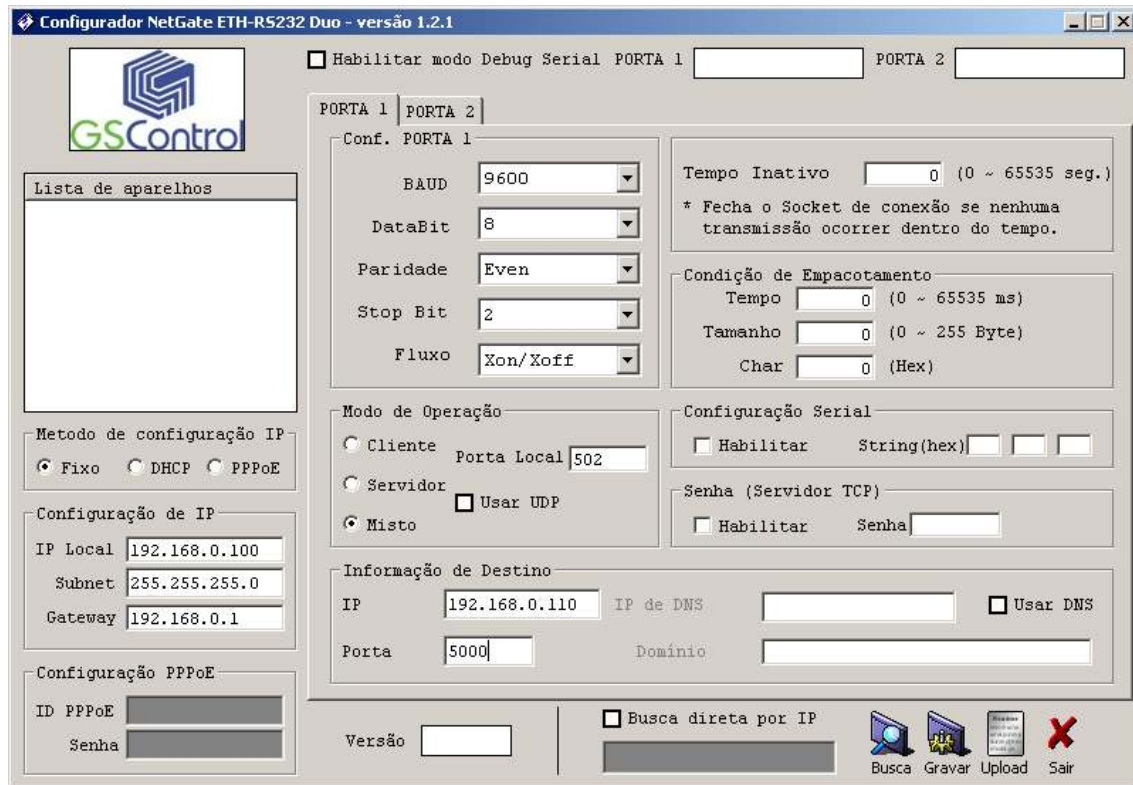 Configurador NetGate ETH-RS232 Duo - versão 1.2.1
GSControl
Habilitar modo Debug Serial PORTA 1
PORTA 2
Lista de aparelhos
Metodo de configuração IP
Fixo DHCP PPPoE
Configuração de IP
IP Local 192.168.0.100
Subnet 255.255.255.0
Gateway 192.168.0.1
Configuração PPPoE
ID PPPoE
Senha
PORTA 1 PORTA 2
Conf. PORTA 1
BAUD 9600
DataBit 8
Paridade Even
Stop Bit 2
Fluxo Xon/Xoff
Tempo Inativo 0 (0 ~ 65535 seg.)
* Fecha o Socket de conexão se nenhuma
transmissão ocorrer dentro do tempo.
Condição de Empacotamento
Tempo 0 (0 ~ 65535 ms)
Tamanho 0 (0 ~ 255 Byte)
Char 0 (Hex)
Modo de Operação
Cliente
Porta Local 502
Servidor
Usar UDP
Misto
Configuração Serial
Habilitar String(hex)
Senha (Servidor TCP)
Habilitar Senha
Informação de Destino
IP 192.168.0.110 IP de DNS Usar DNS
Porta 5000 Domínio
Versão
Busca direta por IP
Busca Gravar Upload Sair